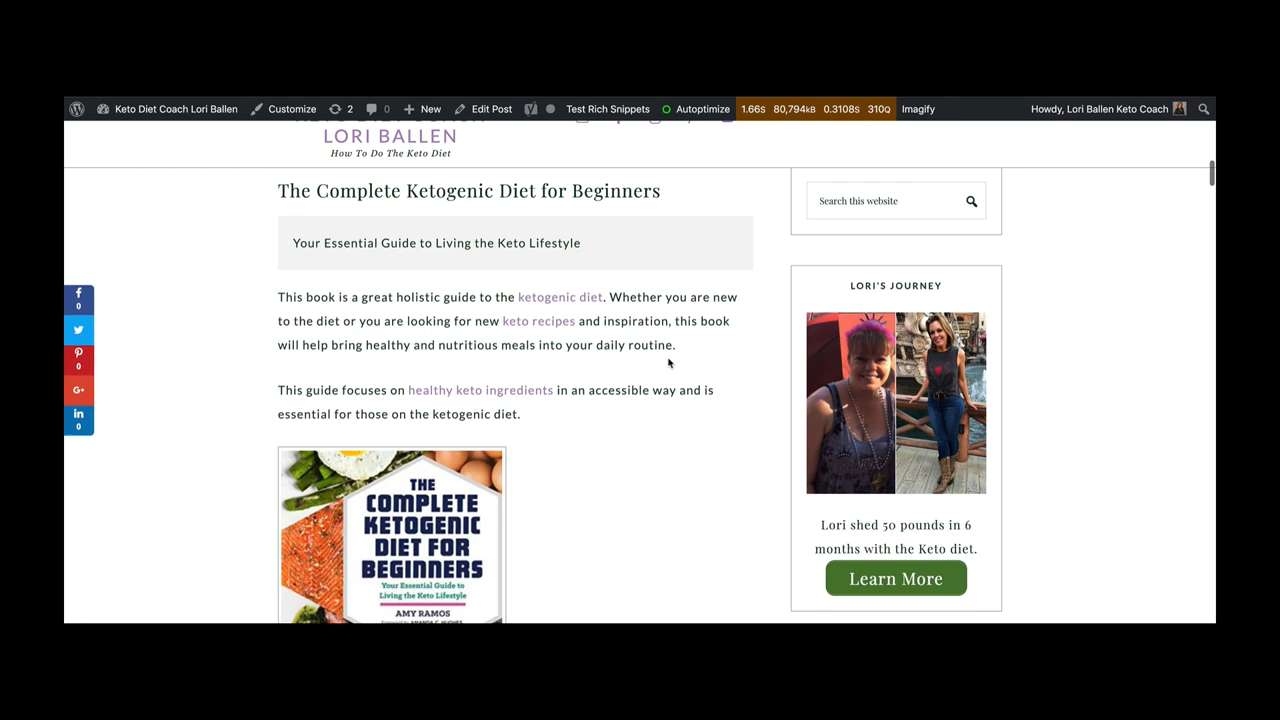 Keto Diet Coach Lori Ballen
Customize
2
0
New
Edit Post
Test Rich Snippets
Autoptimize
1.66S 80,794KB 0.3108S 310Q
Imagify
Howdy, Lori Ballen Keto Coach
LORI BALLEN
How To Do The Keto Diet
The Complete Ketogenic Diet for Beginners
Your Essential Guide to Living the Keto Lifestyle
This book is a great holistic guide to the ketogenic diet. Whether you are new
to the diet or you are looking for new keto recipes and inspiration, this book
will help bring healthy and nutritious meals into your daily routine.
This guide focuses on healthy keto ingredients in an accessible way and is
essential for those on the ketogenic diet.
THE
COMPLETE
KETOGENIC
DIET FOR
BEGINNERS
Your Essential Guide to
Living the Keto Lifestyle
AMY RAMOS
0
0
G+
in
0
Search this website
LORI'S JOURNEY
Lori shed 50 pounds in 6
months with the Keto diet.
Learn More